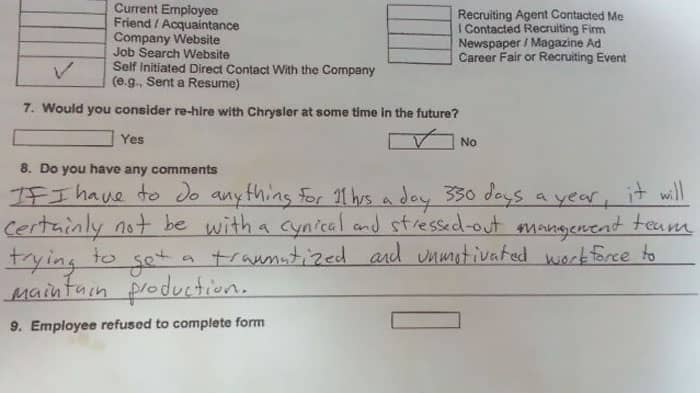 Current Employee
Friend / Acquaintance
Company Website
Job Search Website
Self Initiated Direct Contact With the Company
(e.g., Sent a Resume)
Recruiting Agent Contacted Me
I Contacted Recruiting Firm
Newspaper / Magazine Ad
Career Fair or Recruiting Event
7. Would you consider re-hire with Chrysler at some time in the future?
Yes
No
8. Do you have any comments
IF I have to do anything for 11 hrs a day 330 days a year, it will
certainly not be with a cynical and stressed-out management team
trying to get a traumatized and unmotivated workforce to
maintain production.
9. Employee refused to complete form